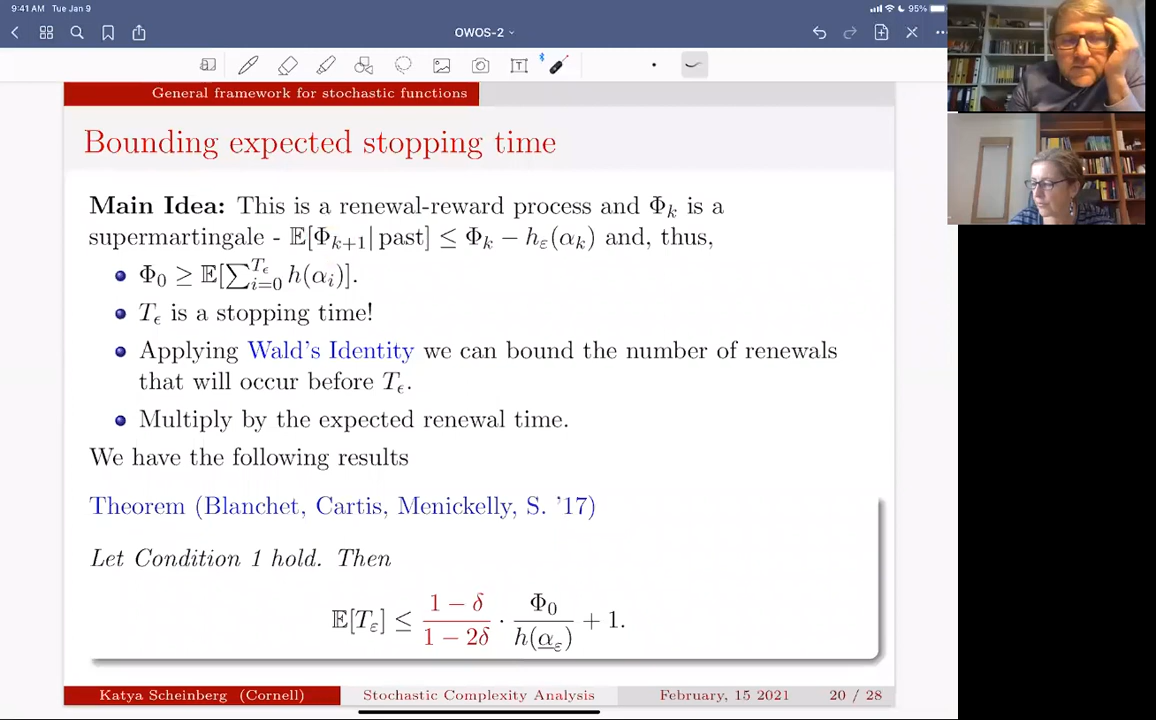 9:41 AM Tue Jan 9
95%
OWOS-2
General framework for stochastic functions
Bounding expected stopping time
Main Idea: This is a renewal-reward process and Φ_k is a
supermartingale - 𝔼[Φ_{k+1}| past] ≤ Φ_k − h_ε(α_k) and, thus,
Φ_0 ≥ 𝔼[∑_{i=0}^{T_ϵ} h(α_i)].
T_ϵ is a stopping time!
Applying Wald's Identity we can bound the number of renewals
that will occur before T_ϵ.
Multiply by the expected renewal time.
We have the following results
Theorem (Blanchet, Cartis, Menickelly, S. '17)
Let Condition 1 hold. Then
𝔼[T_ε] ≤ \frac{1 − δ}{1 − 2δ} · \frac{Φ_0}{h(\underline{α}_ε)} + 1.
Katya Scheinberg (Cornell) Stochastic Complexity Analysis February, 15 2021 20 / 28